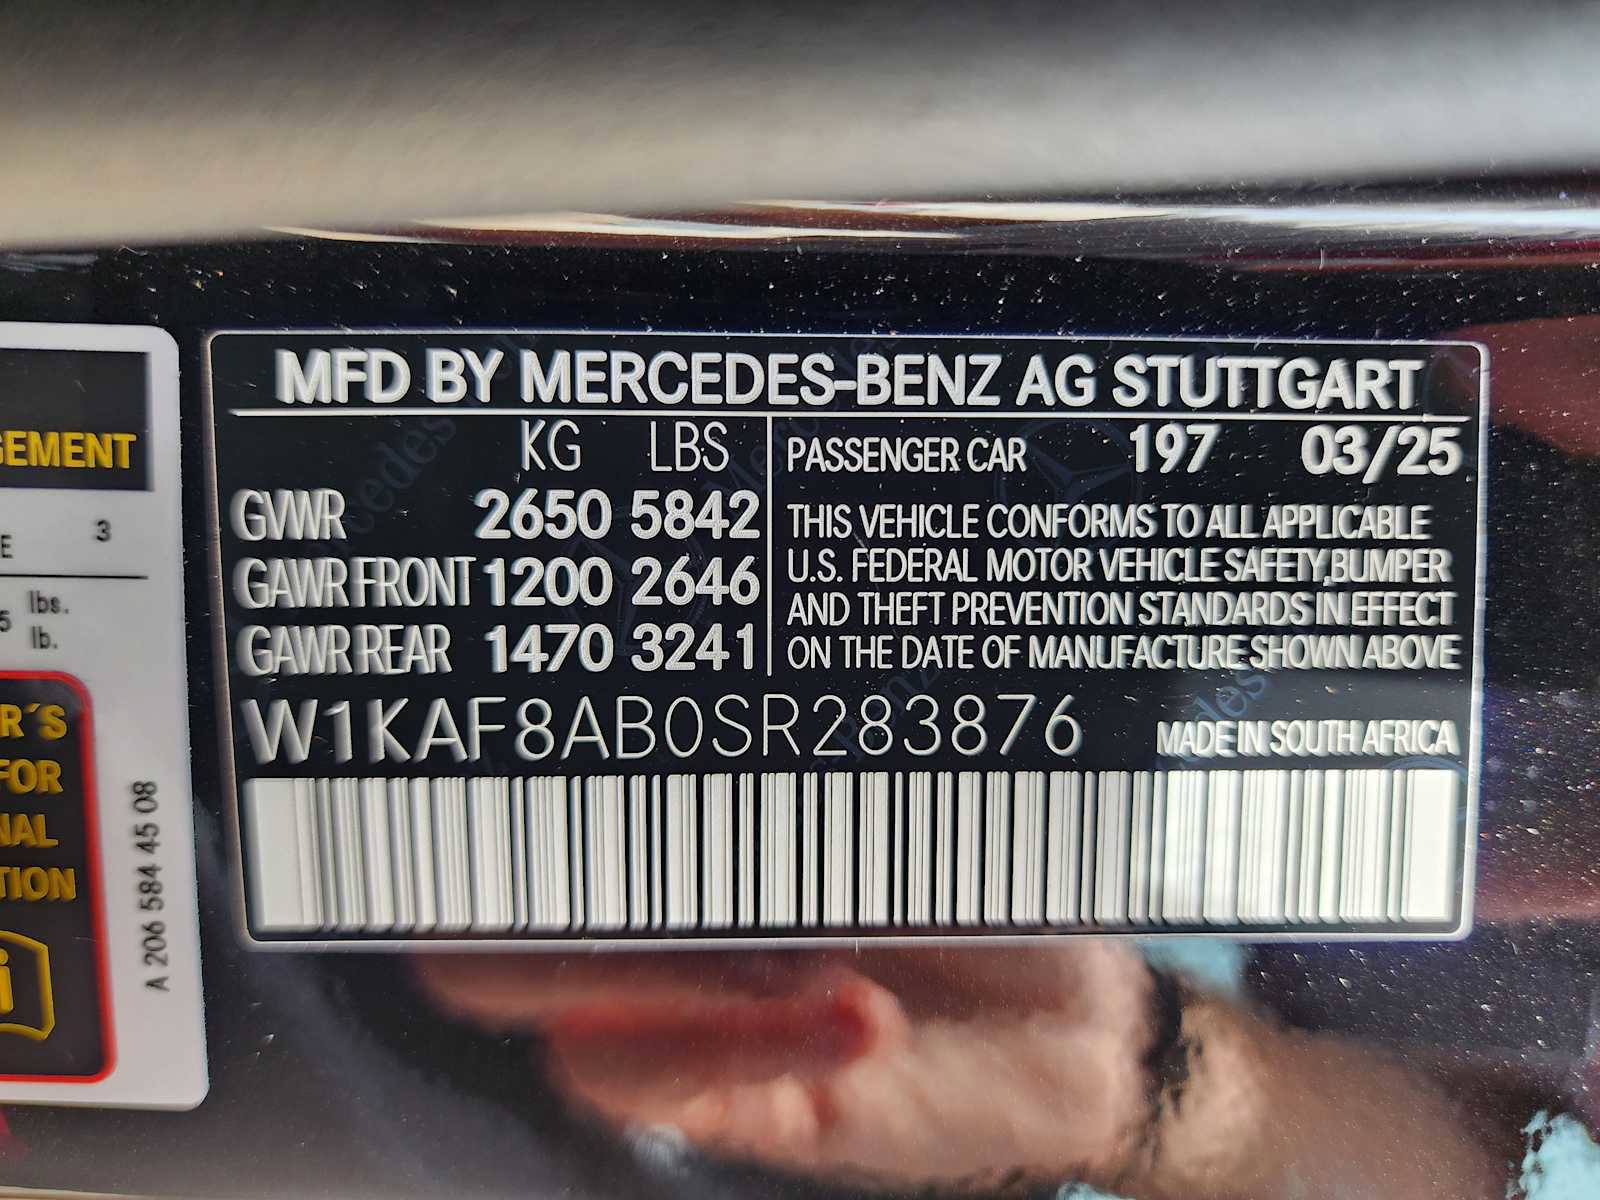 MFD BY MERCEDES-BENZ AG STUTTGART
KG LBS
GVWR 2650 5842
GAWR FRONT 1200 2646
GAWR REAR 1470 3241
PASSENGER CAR 197 03/25
THIS VEHICLE CONFORMS TO ALL APPLICABLE
U.S. FEDERAL MOTOR VEHICLE SAFETY,BUMPER
AND THEFT PREVENTION STANDARDS IN EFFECT
ON THE DATE OF MANUFACTURE SHOWN ABOVE
W1KAF8AB0SR283876
MADE IN SOUTH AFRICA
GEMENT
E 3
5 lbs.
lb.
R´S
FOR
NAL
TION
i
A 206 584 45 08